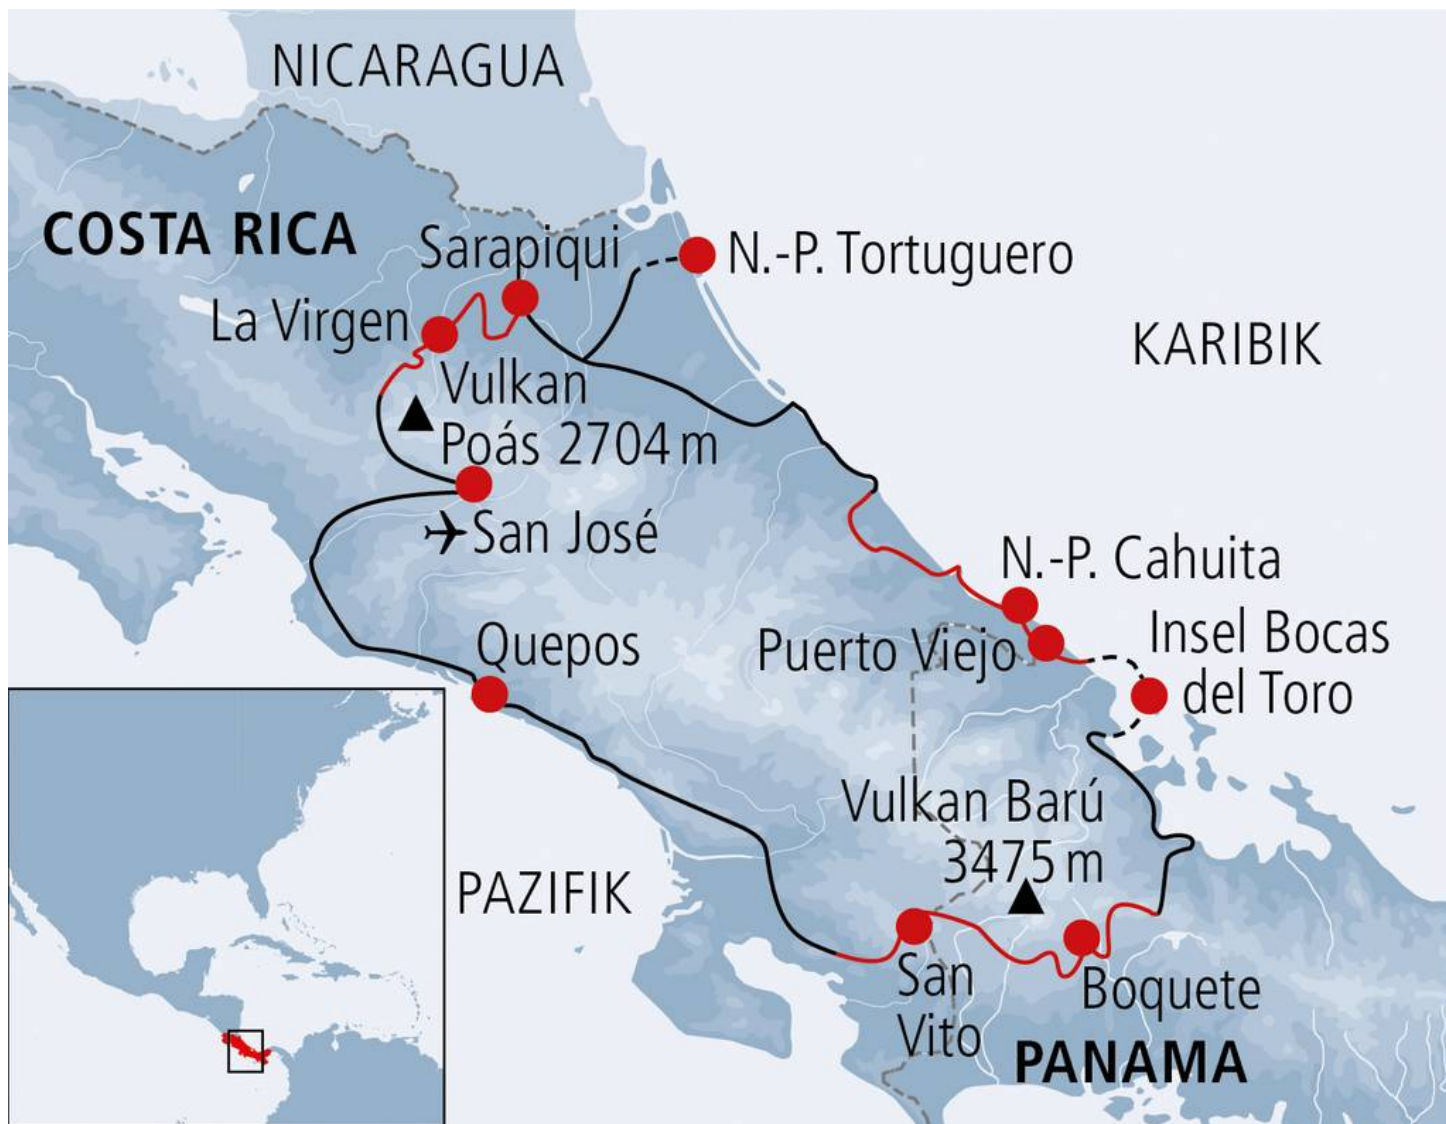 NICARAGUA
COSTA RICA
Sarapiqui
N.-P. Tortuguero
La Virgen
KARIBIK
Vulkan
Poás 2704 m
San José
N.-P. Cahuita
Quepos
Puerto Viejo
Insel Bocas
del Toro
Vulkan Barú
3475 m
PAZIFIK
San
Vito
Boquete
PANAMA